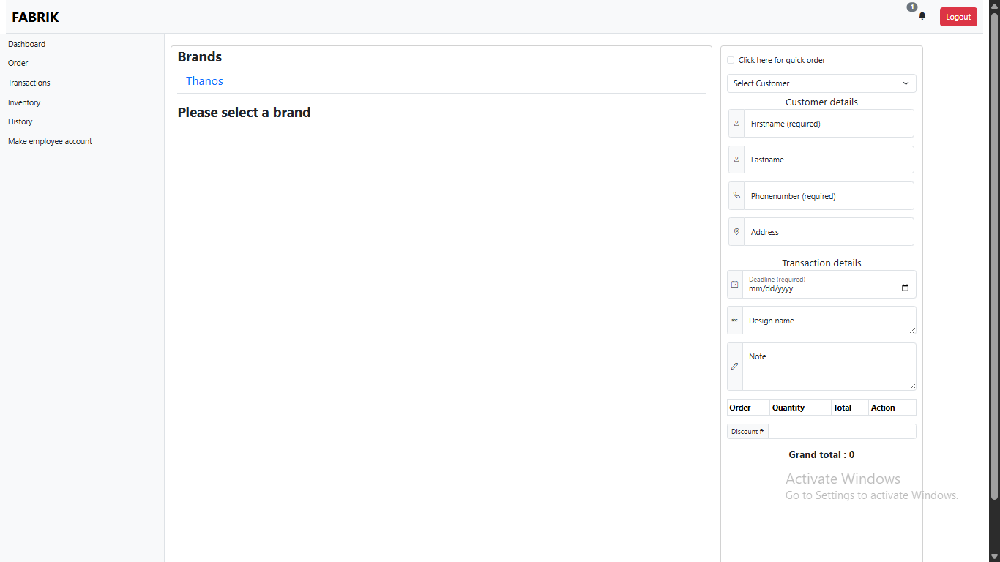 FABRIK
1
Logout
Dashboard
Order
Transactions
Inventory
History
Make employee account
Brands
Thanos
Please select a brand
Click here for quick order
Select Customer
Customer details
Firstname (required)
Lastname
Phonenumber (required)
Address
Transaction details
Deadline (required)
mm/dd/yyyy
abc
Design name
Note
Order Quantity Total Action
Discount ₱
Grand total : 0
Activate Windows
Go to Settings to activate Windows.